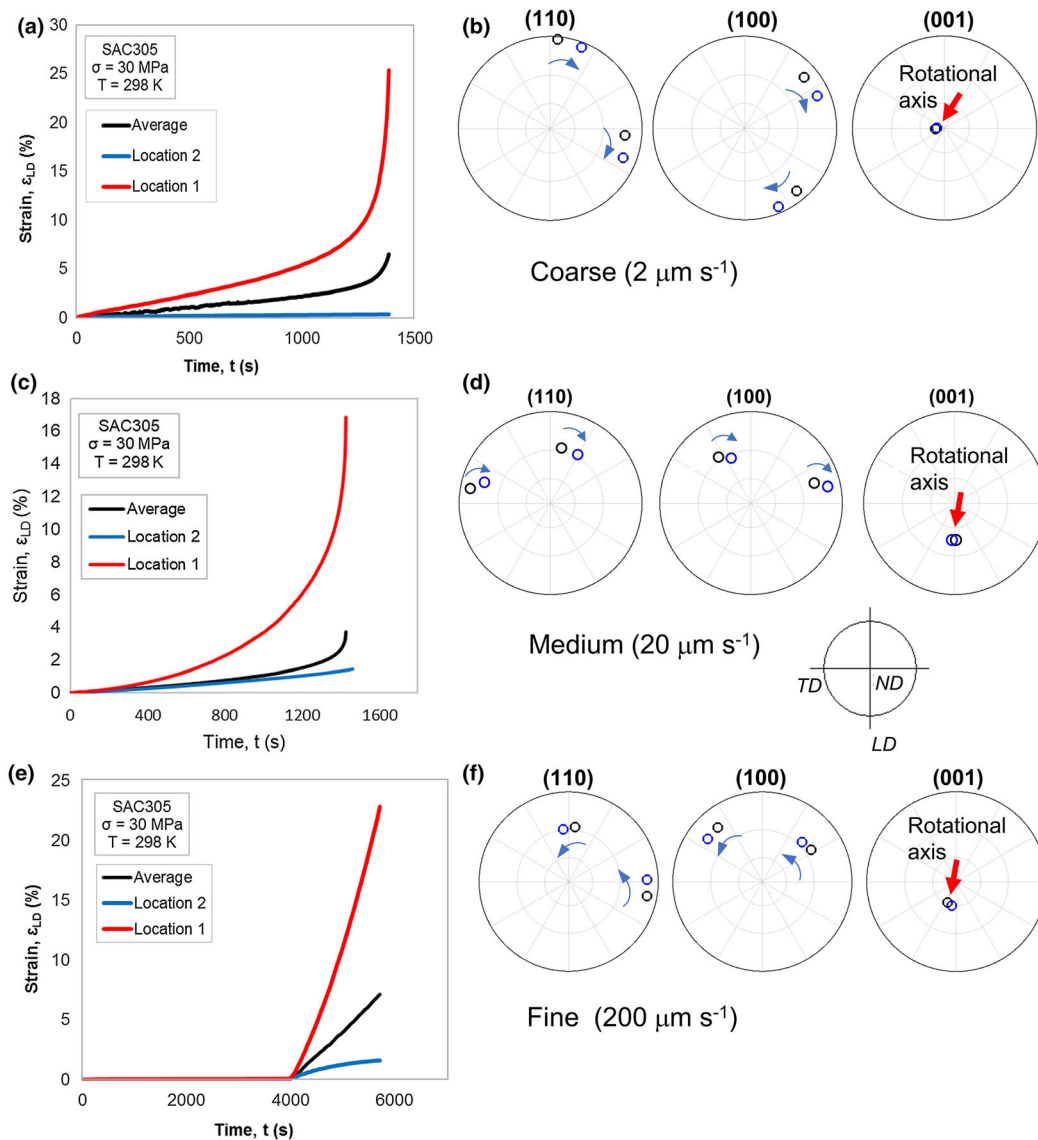 (a)
30
25
20
15
10
5
0
Strain, εLD (%)
SAC305
σ = 30 MPa
T = 298 K
Average
Location 2
Location 1
0
500
1000
1500
Time, t (s)
(b)
(110)
(100)
(001)
Rotational
axis
Coarse (2 μm s-1)
(c)
18
16
14
12
10
8
6
4
2
0
Strain, εLD (%)
SAC305
σ = 30 MPa
T = 298 K
Average
Location 2
Location 1
0
400
800
1200
1600
Time, t (s)
(d)
(110)
(100)
(001)
Rotational
axis
Medium (20 μm s-1)
TD
ND
LD
(e)
25
20
15
10
5
0
Strain, εLD (%)
SAC305
σ = 30 MPa
T = 298 K
Average
Location 2
Location 1
0
2000
4000
6000
Time, t (s)
(f)
(110)
(100)
(001)
Rotational
axis
Fine (200 μm s-1)